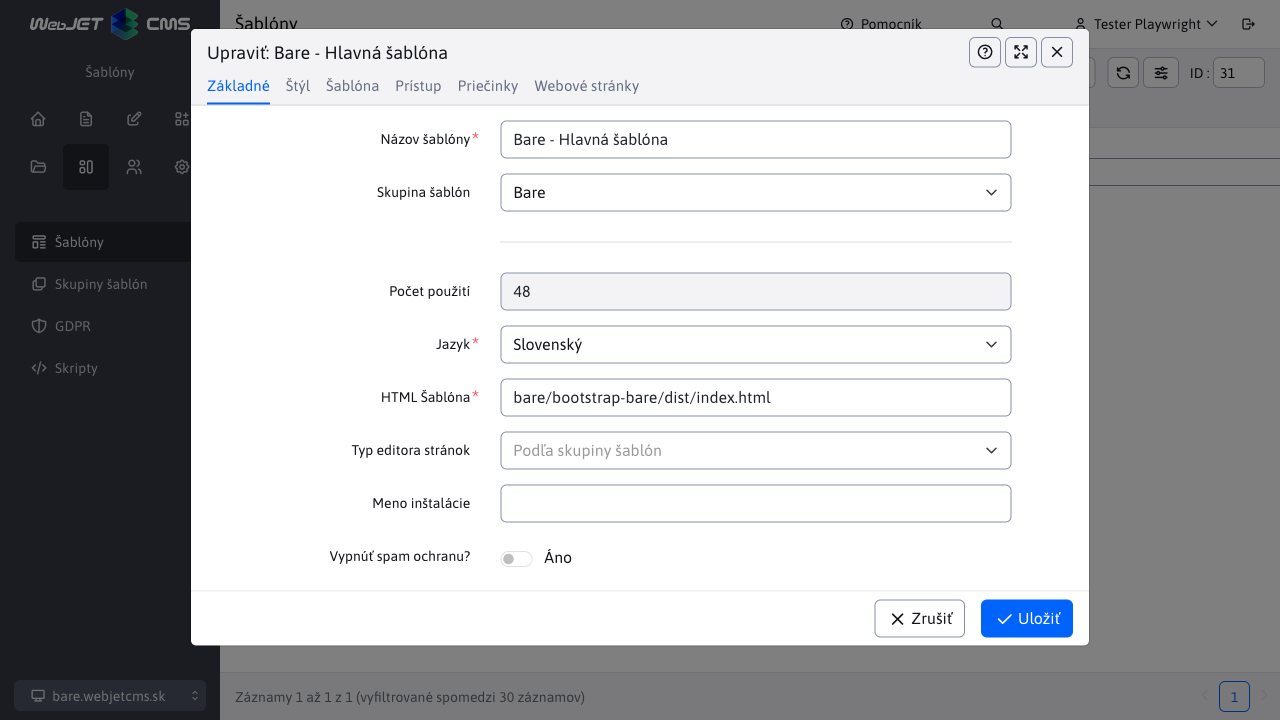 WebJET CMS
Šablóny
Šablóny
Skupiny šablón
GDPR
Skripty
bare.webjetcms.sk
Šablóny
Pomocník
Tester Playwright
ID :
31
Upraviť: Bare - Hlavná šablóna
Základné
Štýl
Šablóna
Prístup
Priečinky
Webové stránky
Názov šablóny*
Bare - Hlavná šablóna
Skupina šablón
Bare
Počet použití
48
Jazyk*
Slovenský
HTML Šablóna*
bare/bootstrap-bare/dist/index.html
Typ editora stránok
Podľa skupiny šablón
Meno inštalácie
Vypnúť spam ochranu?
Áno
Zrušiť
Uložiť
Záznamy 1 až 1 z 1 (vyfiltrované spomedzi 30 záznamov)
1